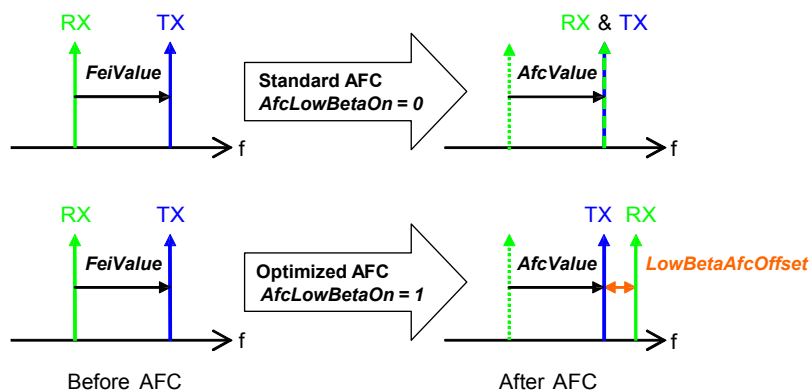 RX TX RX & TX
FeiValue
Standard AFC
AfcLowBetaOn = 0
AfcValue
f f
RX TX TX RX
FeiValue
Optimized AFC
AfcLowBetaOn = 1
AfcValue
LowBetaAfcOffset
f f
Before AFC After AFC